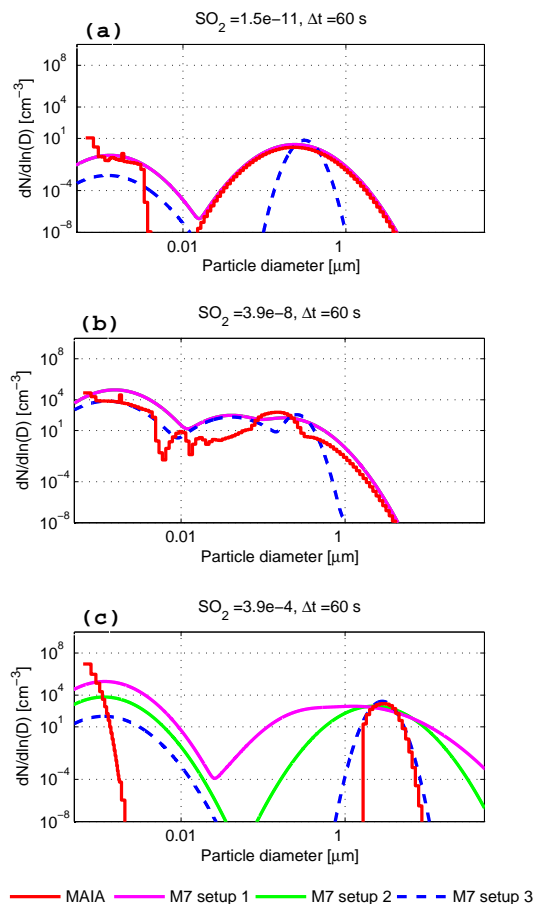 (a)
SO2 =1.5e−11, Δt =60 s
dN/dln(D) [cm−3]
10^8
10^4
10^1
10^−4
10^−8
0.01 1
Particle diameter [μm]
(b)
SO2 =3.9e−8, Δt =60 s
dN/dln(D) [cm−3]
10^8
10^4
10^1
10^−4
10^−8
0.01 1
Particle diameter [μm]
(c)
SO2 =3.9e−4, Δt =60 s
dN/dln(D) [cm−3]
10^8
10^4
10^1
10^−4
10^−8
0.01 1
Particle diameter [μm]
MAIA M7 setup 1 M7 setup 2 M7 setup 3